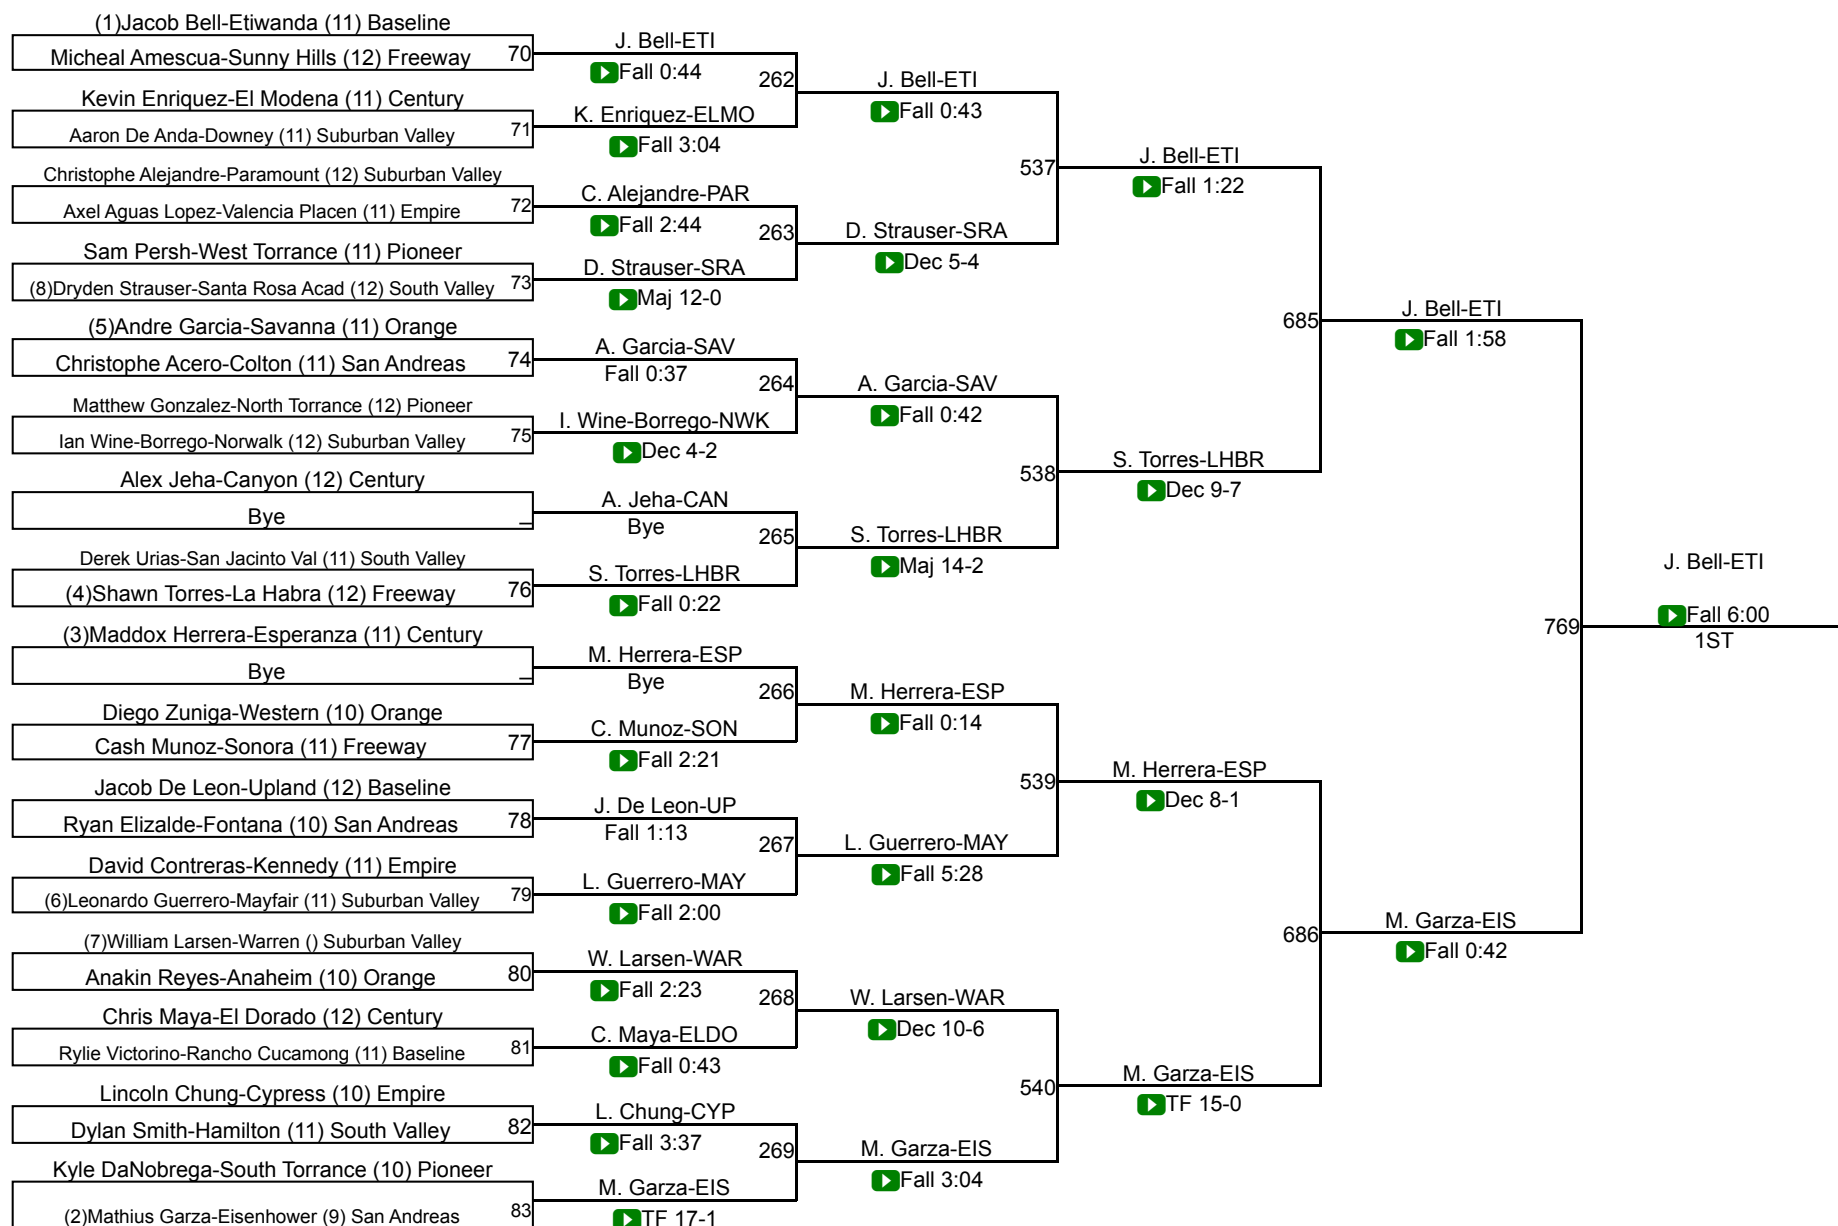 (1)Jacob Bell-Etiwanda (11) Baseline
Micheal Amescua-Sunny Hills (12) Freeway 70
Kevin Enriquez-El Modena (11) Century
Aaron De Anda-Downey (11) Suburban Valley 71
Christophe Alejandre-Paramount (12) Suburban Valley
Axel Aguas Lopez-Valencia Placen (11) Empire 72
Sam Persh-West Torrance (11) Pioneer
(8)Dryden Strauser-Santa Rosa Acad (12) South Valley 73
(5)Andre Garcia-Savanna (11) Orange
Christophe Acero-Colton (11) San Andreas 74
Matthew Gonzalez-North Torrance (12) Pioneer
Ian Wine-Borrego-Norwalk (12) Suburban Valley 75
Alex Jeha-Canyon (12) Century
Bye _
Derek Urias-San Jacinto Val (11) South Valley
(4)Shawn Torres-La Habra (12) Freeway 76
(3)Maddox Herrera-Esperanza (11) Century
Bye _
Diego Zuniga-Western (10) Orange
Cash Munoz-Sonora (11) Freeway 77
Jacob De Leon-Upland (12) Baseline
Ryan Elizalde-Fontana (10) San Andreas 78
David Contreras-Kennedy (11) Empire
(6)Leonardo Guerrero-Mayfair (11) Suburban Valley 79
(7)William Larsen-Warren () Suburban Valley
Anakin Reyes-Anaheim (10) Orange 80
Chris Maya-El Dorado (12) Century
Rylie Victorino-Rancho Cucamong (11) Baseline 81
Lincoln Chung-Cypress (10) Empire
Dylan Smith-Hamilton (11) South Valley 82
Kyle DaNobrega-South Torrance (10) Pioneer
(2)Mathius Garza-Eisenhower (9) San Andreas 83
J. Bell-ETI
Fall 0:44
262
K. Enriquez-ELMO
Fall 3:04
C. Alejandre-PAR
Fall 2:44
263
D. Strauser-SRA
Maj 12-0
A. Garcia-SAV
Fall 0:37
264
I. Wine-Borrego-NWK
Dec 4-2
A. Jeha-CAN
Bye
265
S. Torres-LHBR
Fall 0:22
M. Herrera-ESP
Bye
266
C. Munoz-SON
Fall 2:21
J. De Leon-UP
Fall 1:13
267
L. Guerrero-MAY
Fall 2:00
W. Larsen-WAR
Fall 2:23
268
C. Maya-ELDO
Fall 0:43
L. Chung-CYP
Fall 3:37
269
M. Garza-EIS
TF 17-1
J. Bell-ETI
Fall 0:43
537
D. Strauser-SRA
Dec 5-4
A. Garcia-SAV
Fall 0:42
538
S. Torres-LHBR
Maj 14-2
M. Herrera-ESP
Fall 0:14
539
L. Guerrero-MAY
Fall 5:28
W. Larsen-WAR
Dec 10-6
540
M. Garza-EIS
Fall 3:04
J. Bell-ETI
Fall 1:22
685
S. Torres-LHBR
Dec 9-7
M. Herrera-ESP
Dec 8-1
686
M. Garza-EIS
TF 15-0
J. Bell-ETI
Fall 1:58
769
M. Garza-EIS
Fall 0:42
J. Bell-ETI
Fall 6:00
1ST